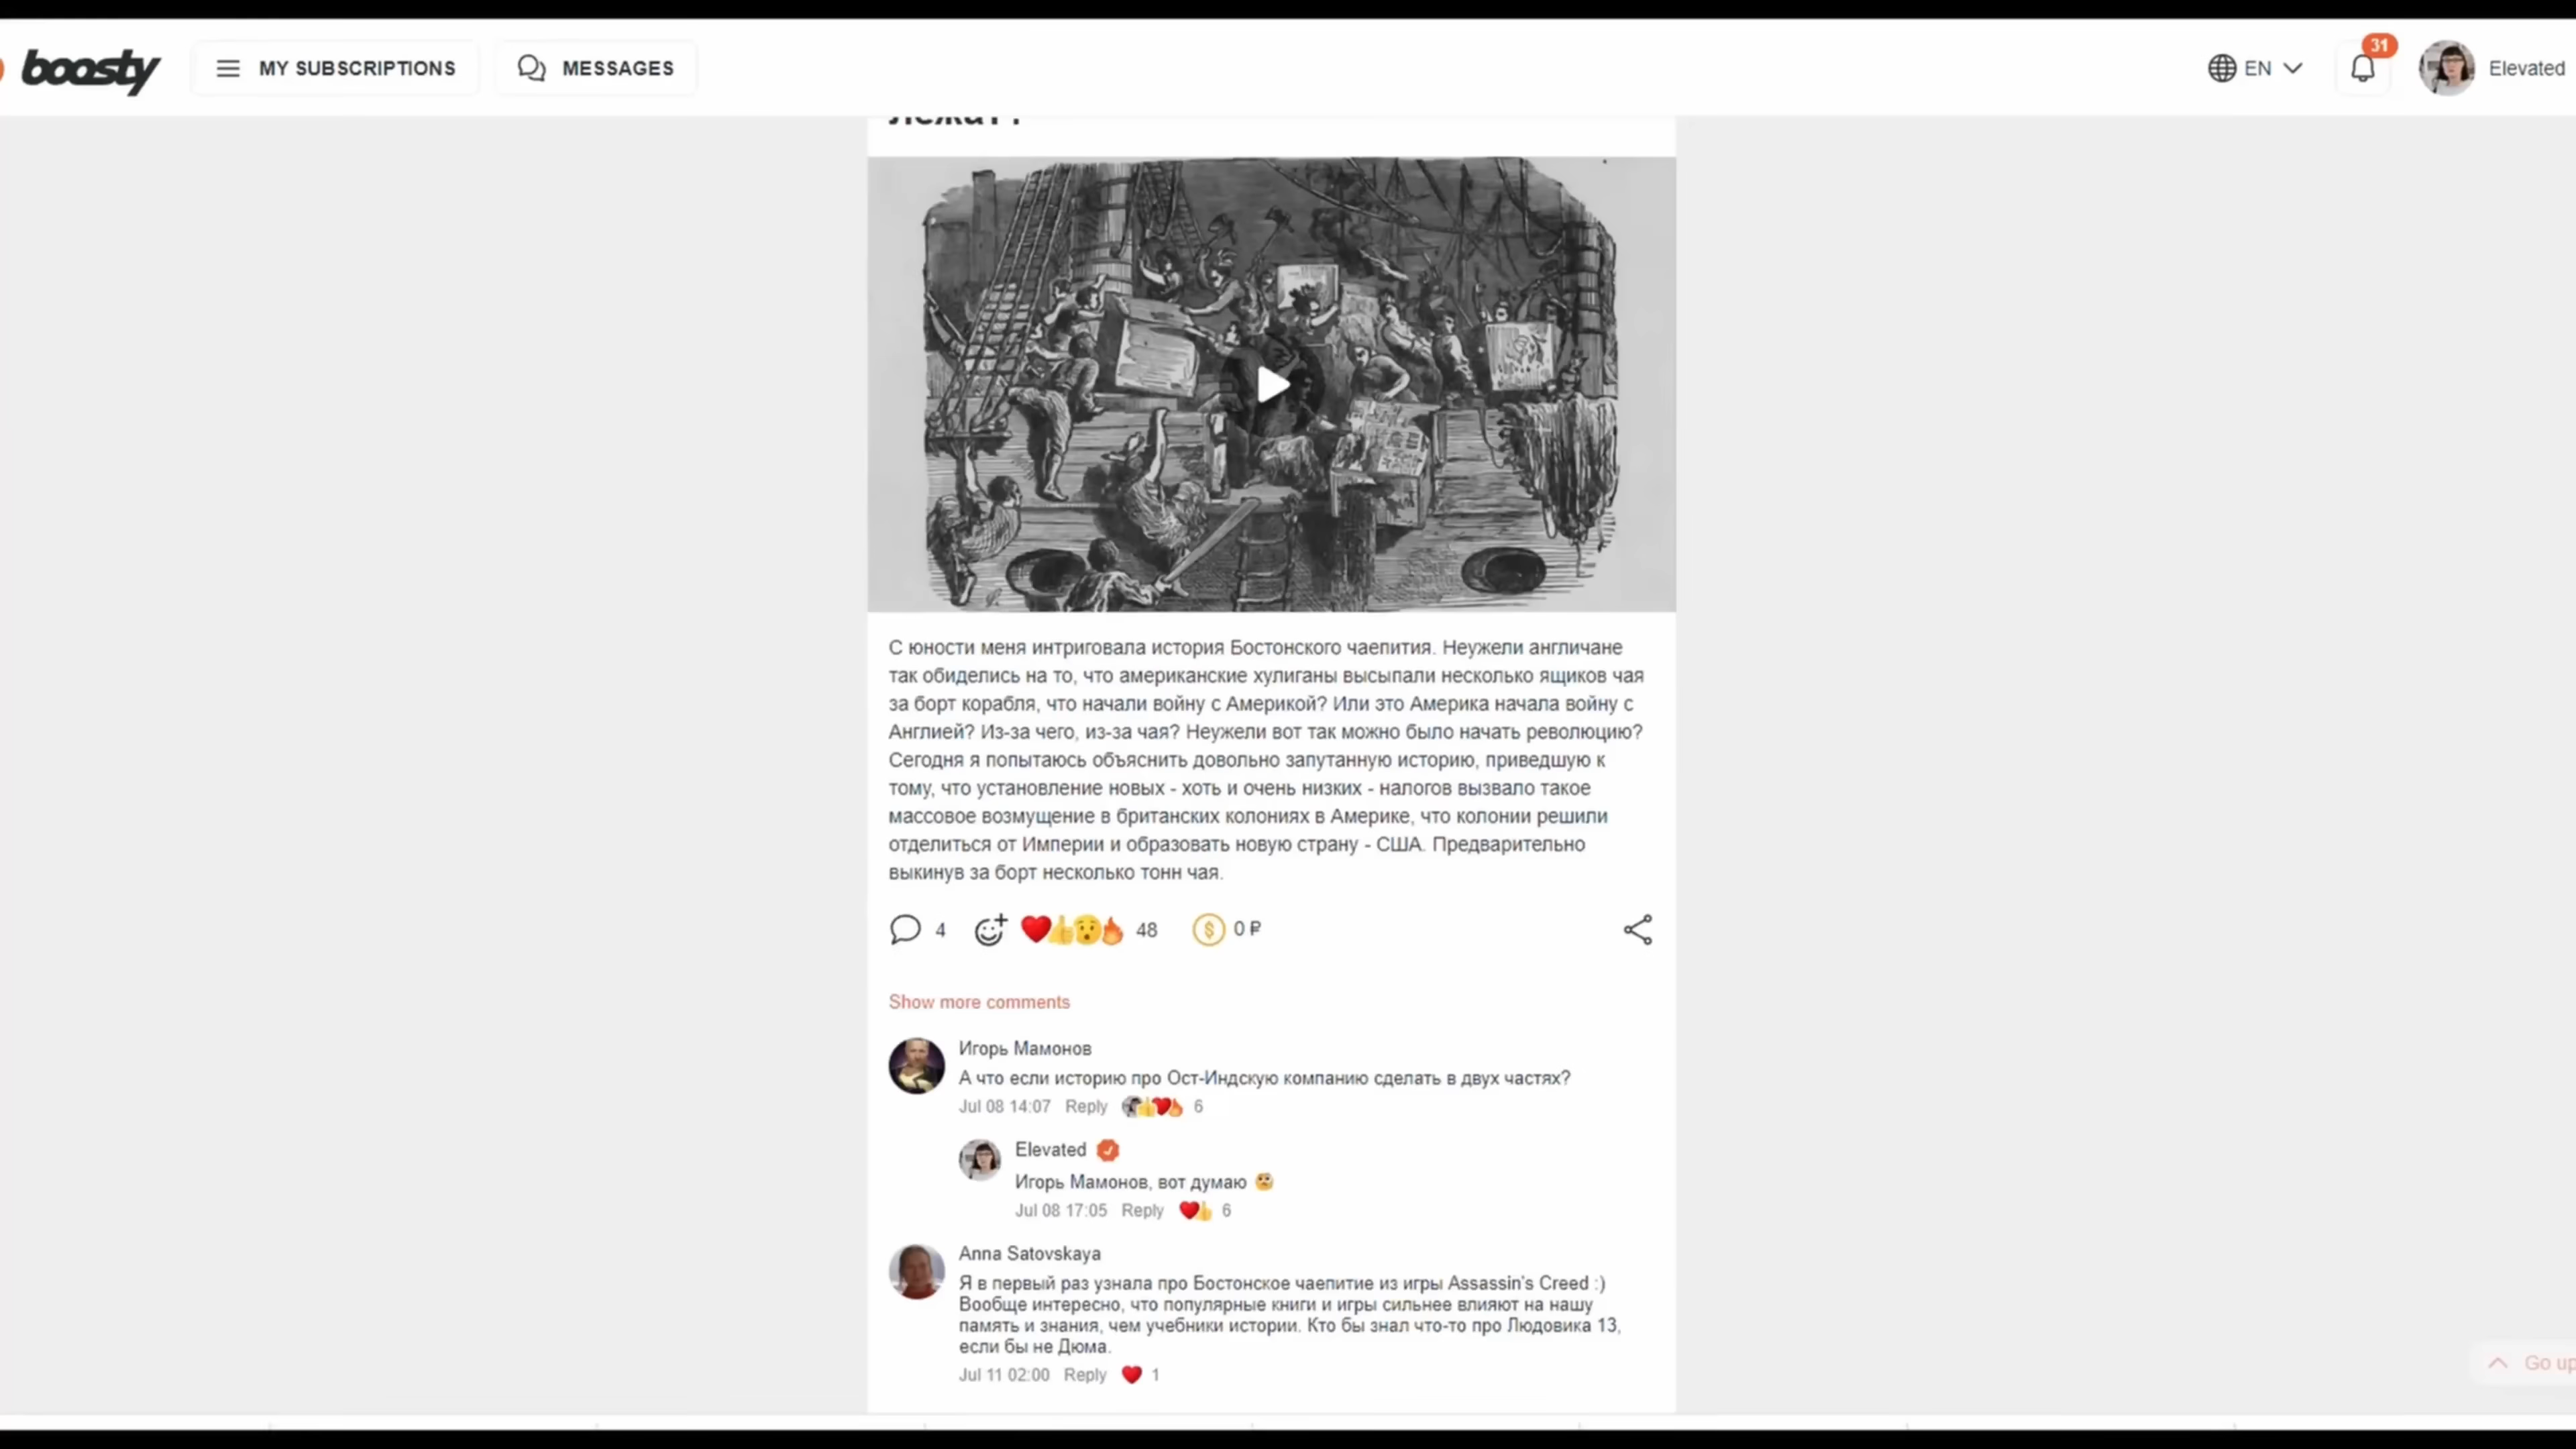 boosty
MY SUBSCRIPTIONS
MESSAGES
EN
31
Elevated
С юности меня интриговала история Бостонского чаепития. Неужели англичане
так обиделись на то, что американские хулиганы высыпали несколько ящиков чая
за борт корабля, что начали войну с Америкой? Или это Америка начала войну с
Англией? Из-за чего, из-за чая? Неужели вот так можно было начать революцию?
Сегодня я попытаюсь объяснить довольно запутанную историю, приведшую к
тому, что установление новых - хоть и очень низких - налогов вызвало такое
массовое возмущение в британских колониях в Америке, что колонии решили
отделиться от Империи и образовать новую страну - США. Предварительно
выкинув за борт несколько тонн чая.
4
48
0 ₽
Show more comments
Игорь Мамонов
А что если историю про Ост-Индскую компанию сделать в двух частях?
Jul 08 14:07 Reply 6
Elevated
Игорь Мамонов, вот думаю
Jul 08 17:05 Reply 6
Anna Satovskaya
Я в первый раз узнала про Бостонское чаепитие из игры Assassin's Creed :)
Вообще интересно, что популярные книги и игры сильнее влияют на нашу
память и знания, чем учебники истории. Кто бы знал что-то про Людовика 13,
если бы не Дюма.
Jul 11 02:00 Reply 1
Go up